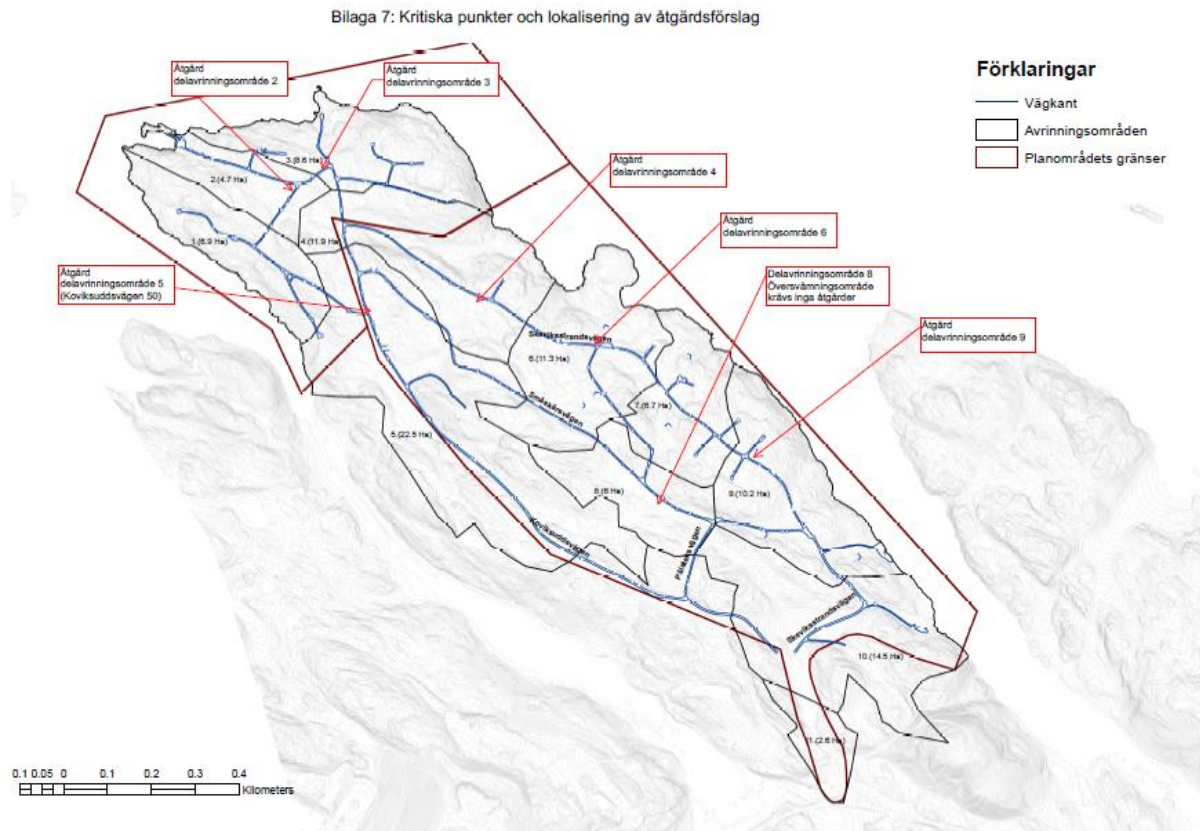 Bilaga 7: Kritiska punkter och lokalisering av åtgärdsförslag
Förklaringar
Vägkant
Avrinningsområden
Planområdets gränser
Åtgärd
delavrinningsområde 2
Åtgärd
delavrinningsområde 3
Åtgärd
delavrinningsområde 4
Åtgärd
delavrinningsområde 6
Delavrinningsområde 8
Översvämningsområde
krävs inga åtgärder
Åtgärd
delavrinningsområde 9
Åtgärd
delavrinningsområde 5
(Koviksuddsvägen 50)
3.(8.6 Ha)
2.(4.7 Ha)
1.(6.9 Ha)
4.(11.9 Ha)
Skeviksstrandsvägen
6.(11.3 Ha)
7.(6.7 Ha)
Småskärsvägen
5.(22.5 Ha)
8.(8 Ha)
9.(10.2 Ha)
Koviksuddsvägen
Skeviksstrandsvägen
10.(14.5 Ha)
11.(2.6 Ha)
0.1 0.05 0 0.1 0.2 0.3 0.4
Kilometers